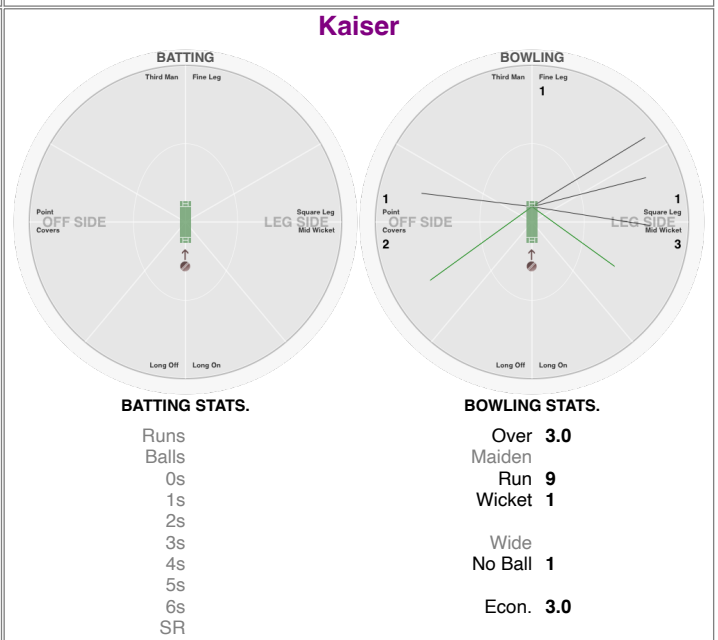 Kaiser
BATTING
Third Man Fine Leg
Point
OFF SIDE
Covers
Square Leg
LEG SIDE
Mid Wicket
Long Off Long On
BATTING STATS.
Runs
Balls
0s
1s
2s
3s
4s
5s
6s
SR
BOWLING
Third Man Fine Leg
1
1
Point
OFF SIDE
Covers
2
1
Square Leg
LEG SIDE
Mid Wicket
3
Long Off Long On
BOWLING STATS.
Over 3.0
Maiden
Run 9
Wicket 1
Wide
No Ball 1
Econ. 3.0